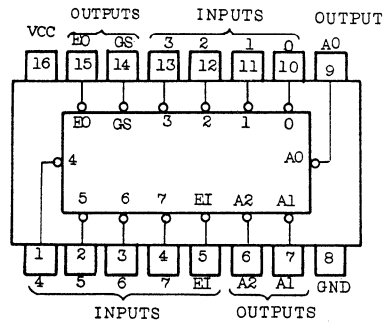 OUTPUTS INPUTS OUTPUT
VCC EO GS 3 2 1 0 A0
16 15 14 13 12 11 10 9
EO GS 3 2 1 0
4 A0
5 6 7 EI A2 A1
1 2 3 4 5 6 7 8
4 5 6 7 EI A2 A1 GND
INPUTS OUTPUTS